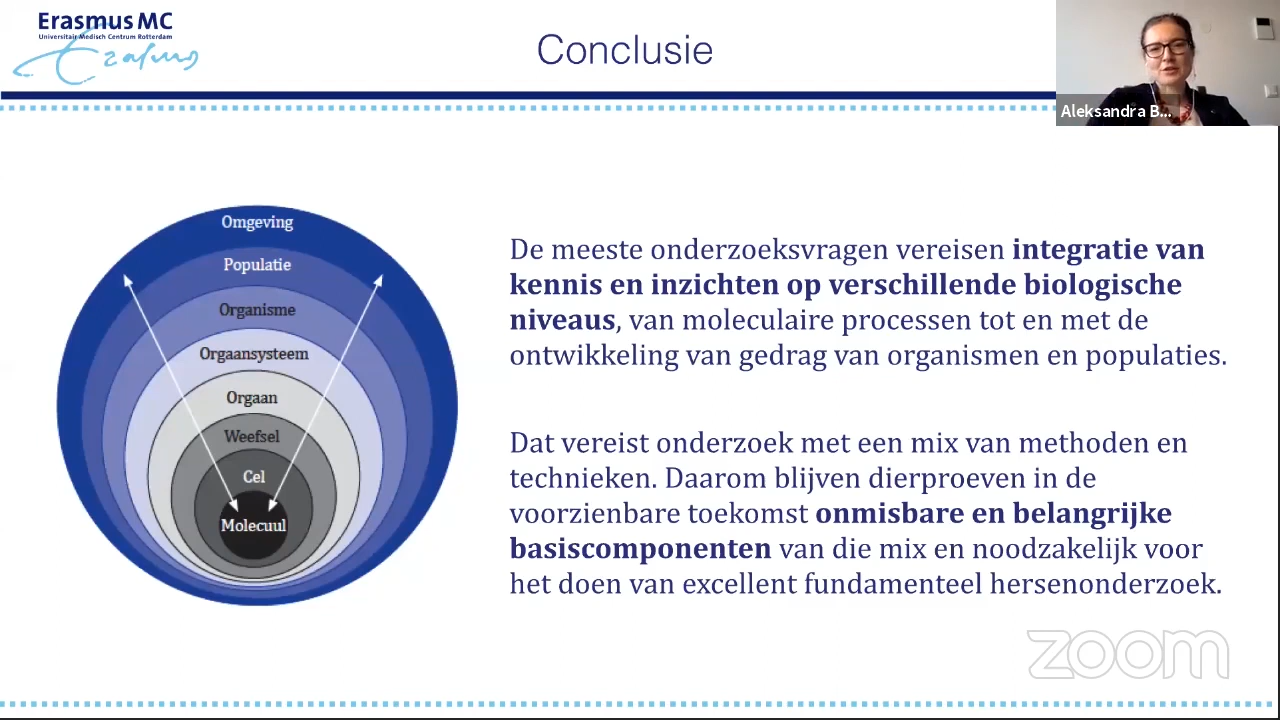 Erasmus MC
Universitair Medisch Centrum Rotterdam
Erasmus
Conclusie
Aleksandra B...
Omgeving
Populatie
Organisme
Orgaansysteem
Orgaan
Weefsel
Cel
Molecuul
De meeste onderzoeksvragen vereisen integratie van
kennis en inzichten op verschillende biologische
niveaus, van moleculaire processen tot en met de
ontwikkeling van gedrag van organismen en populaties.
Dat vereist onderzoek met een mix van methoden en
technieken. Daarom blijven dierproeven in de
voorzienbare toekomst onmisbare en belangrijke
basiscomponenten van die mix en noodzakelijk voor
het doen van excellent fundamenteel hersenonderzoek.
zoom